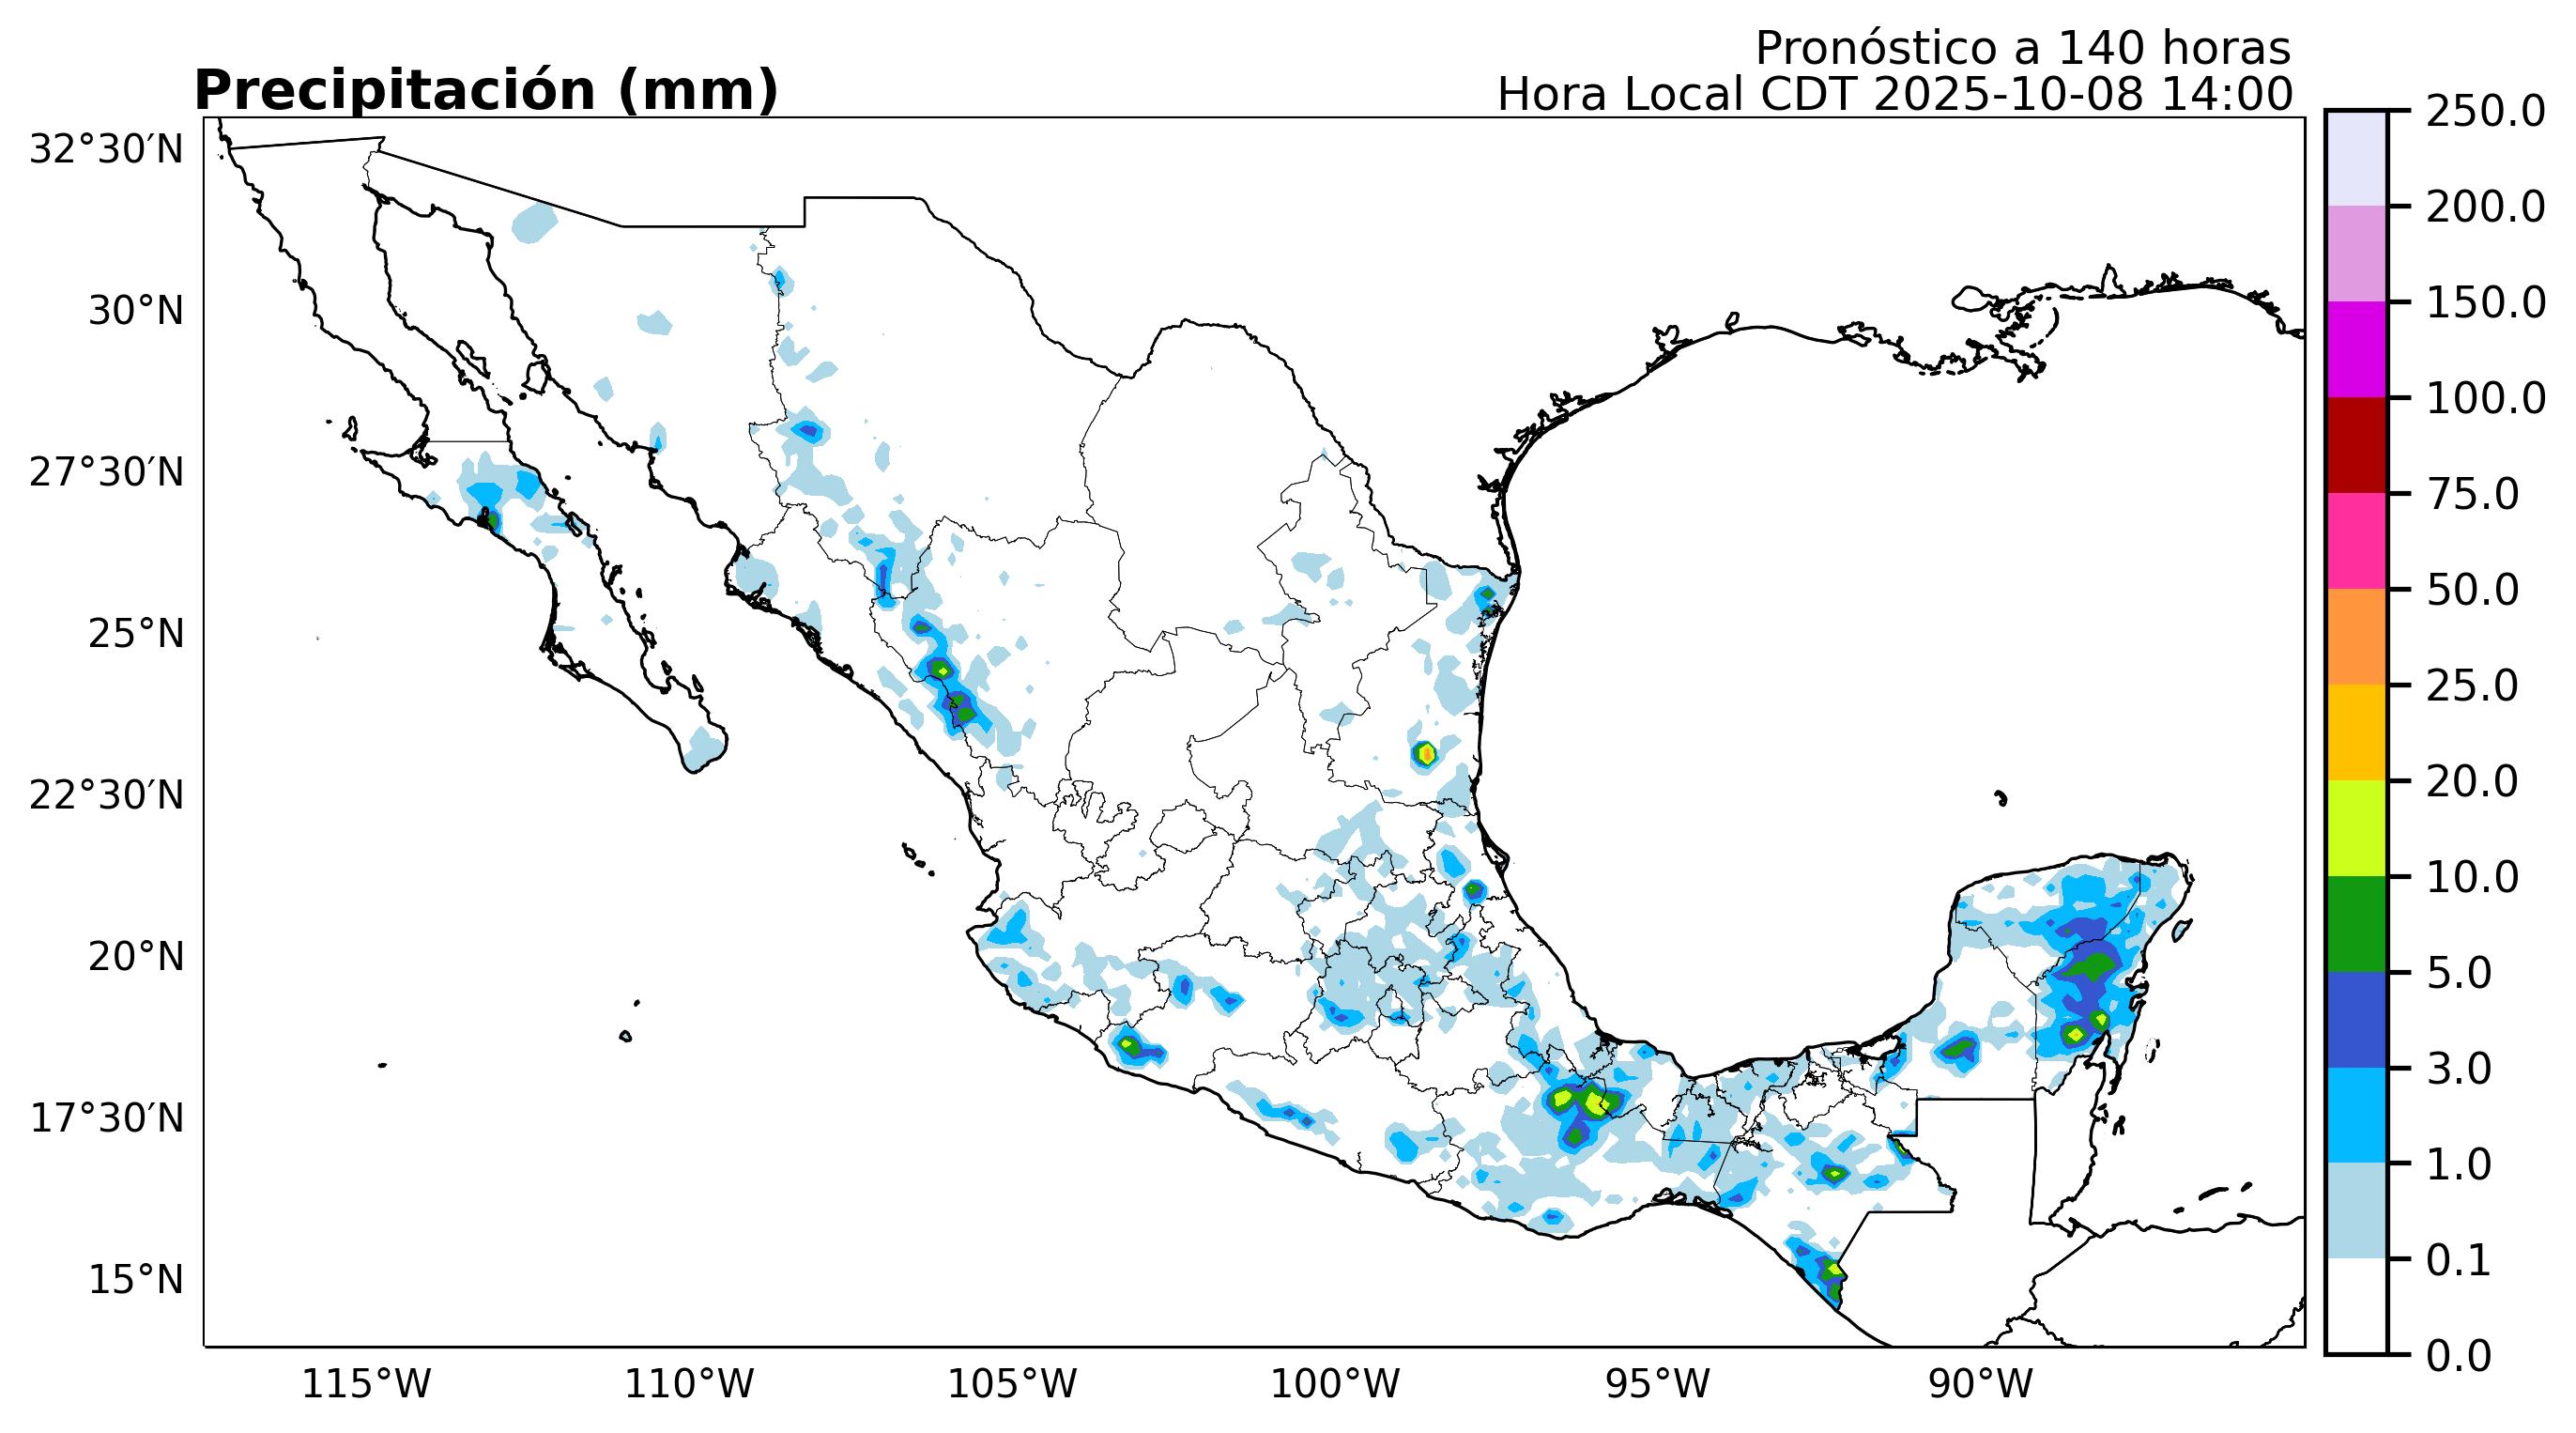 Pronóstico a 140 horas
Precipitación (mm)
Hora Local CDT 2025-10-08 14:00
32°30′N
30°N
27°30′N
25°N
22°30′N
20°N
17°30′N
15°N
115°W
110°W
105°W
100°W
95°W
90°W
250.0
200.0
150.0
100.0
75.0
50.0
25.0
20.0
10.0
5.0
3.0
1.0
0.1
0.0